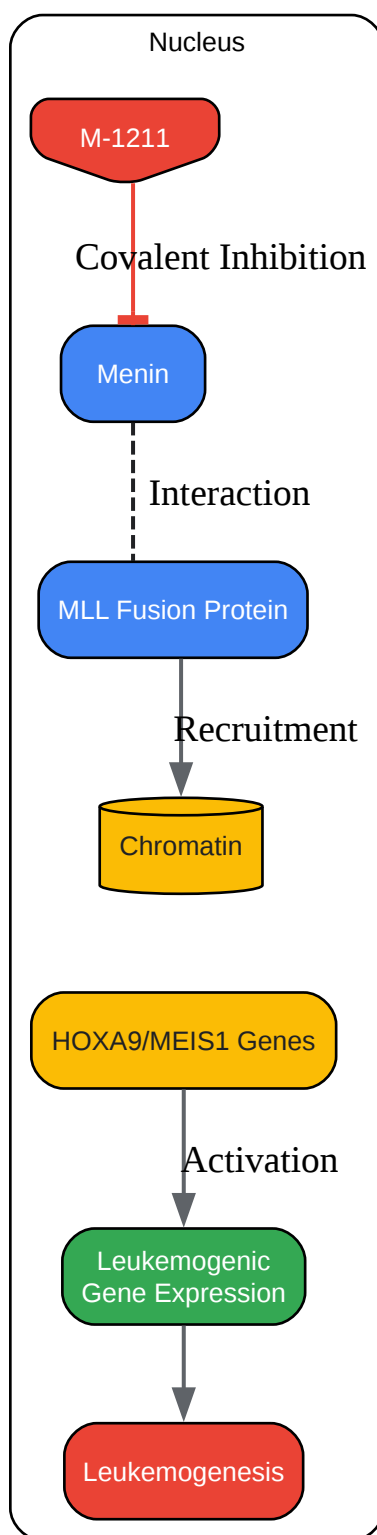 Nucleus
M-1211
Covalent Inhibition
Menin
Interaction
MLL Fusion Protein
Recruitment
Chromatin
HOXA9/MEIS1 Genes
Activation
Leukemogenic
Gene Expression
Leukemogenesis